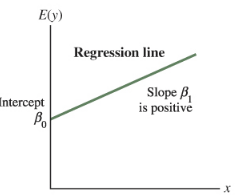 E(y)
Regression line
Intercept
β0
Slope β1
is positive
x